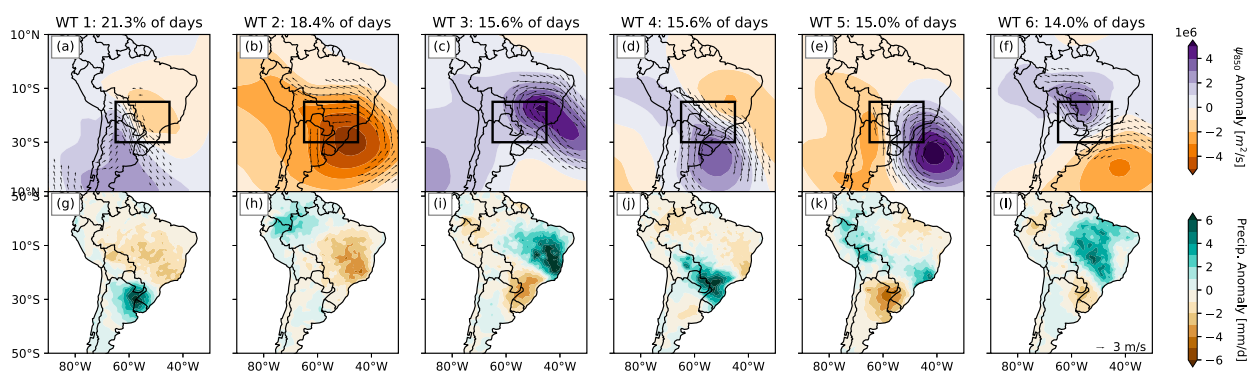 WT 1: 21.3% of days
WT 2: 18.4% of days
WT 3: 15.6% of days
WT 4: 15.6% of days
WT 5: 15.0% of days
WT 6: 14.0% of days
1e6
10°N
10°S
30°S
50°S
(a)
(b)
(c)
(d)
(e)
(f)
4
2
0
−2
−4
ψ850 Anomaly [m²/s]
10°N
10°S
30°S
50°S
(g)
(h)
(i)
(j)
(k)
(l)
3 m/s
6
4
2
0
−2
−4
−6
Precip. Anomaly [mm/d]
80°W 60°W 40°W
80°W 60°W 40°W
80°W 60°W 40°W
80°W 60°W 40°W
80°W 60°W 40°W
80°W 60°W 40°W